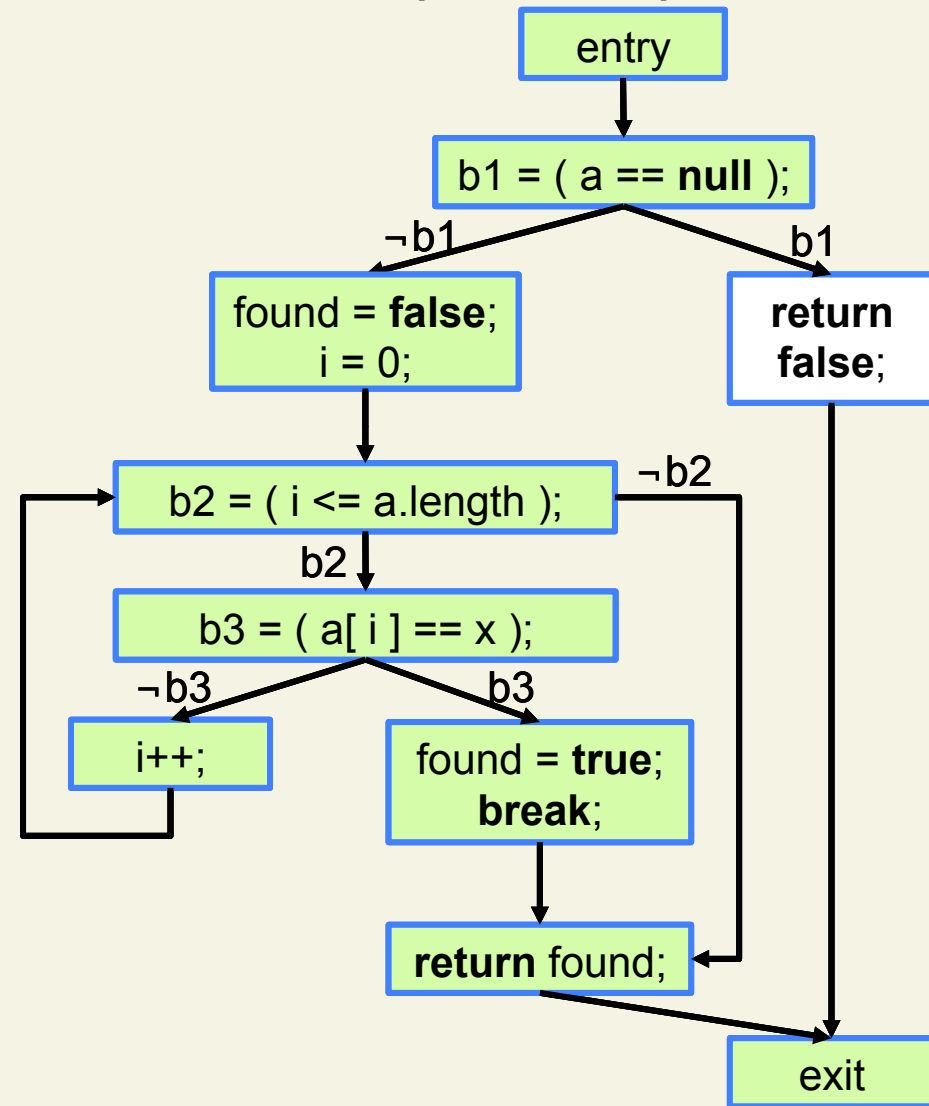 entry
b1 = ( a == null );
¬b1
b1
found = false;
i = 0;
return
false;
b2 = ( i <= a.length );
¬b2
b2
b3 = ( a[ i ] == x );
¬b3
b3
i++;
found = true;
break;
return found;
exit